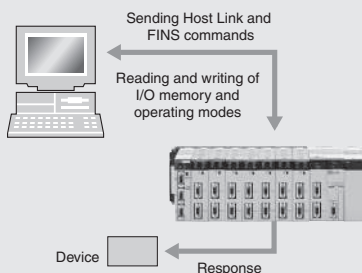 Sending Host Link and
FINS commands
Reading and writing of
I/O memory and
operating modes
Device
Response